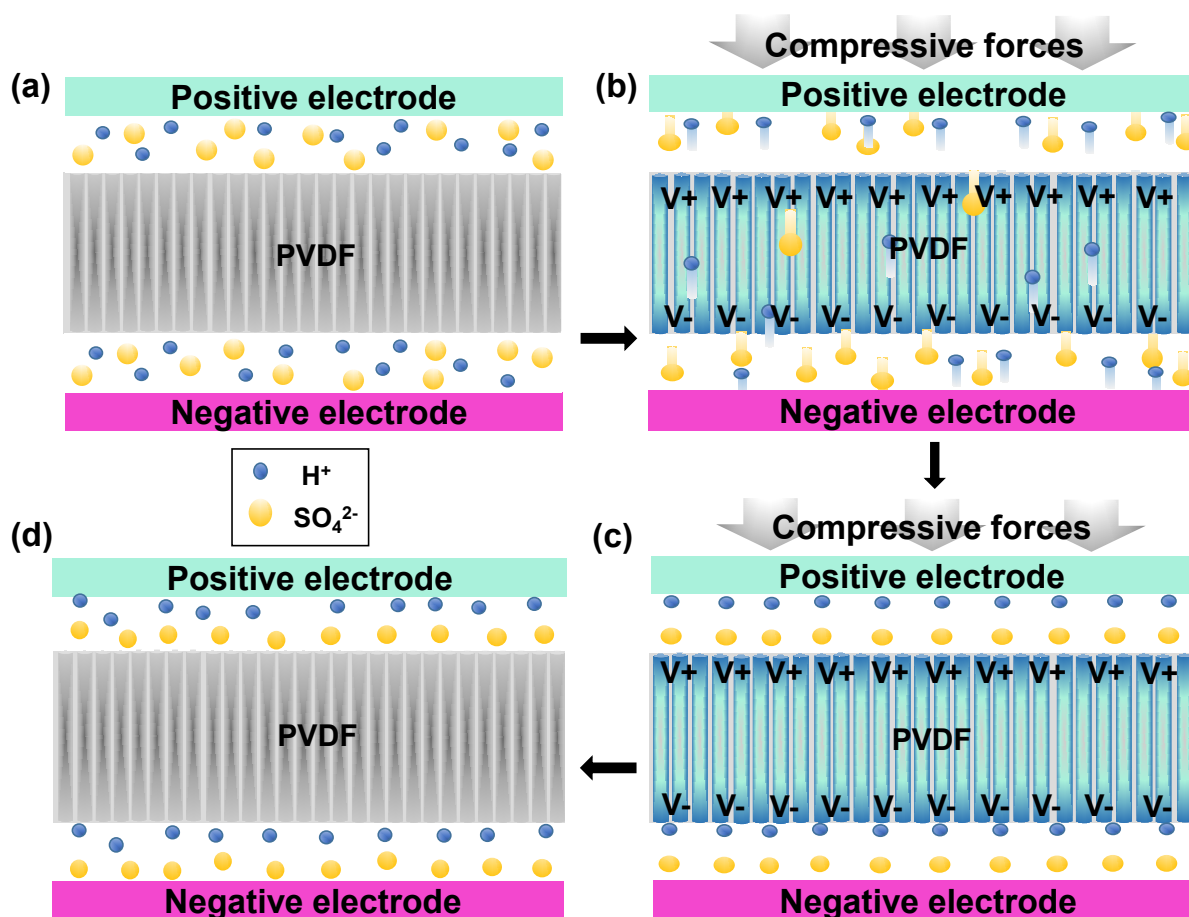 (a)
Positive electrode
PVDF
Negative electrode
Compressive forces
(b)
Positive electrode
V+ V+ V+ V+ V+ V+ V+ V+ V+
PVDF
V- V- V- V- V- V- V- V- V-
Negative electrode
H⁺
SO₄²⁻
(d)
Positive electrode
PVDF
Negative electrode
Compressive forces
(c)
Positive electrode
V+ V+ V+ V+ V+ V+ V+ V+ V+
PVDF
V- V- V- V- V- V- V- V- V-
Negative electrode